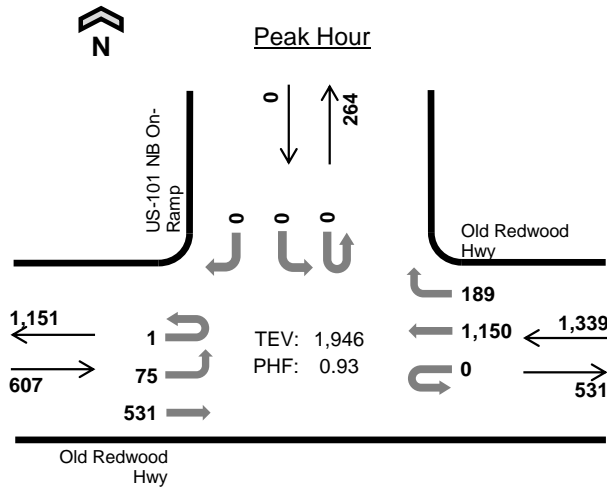 Peak Hour
N
0
264
US-101 NB On-
Ramp
0
0
0
Old Redwood
Hwy
189
1,151
1
TEV: 1,946
1,150
1,339
607
75
PHF: 0.93
0
531
531
Old Redwood
Hwy